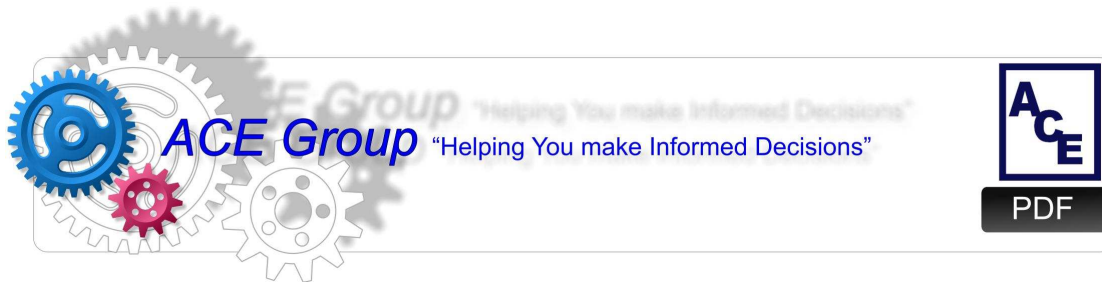 ACE Group "Helping You make Informed Decisions"
ACE
PDF